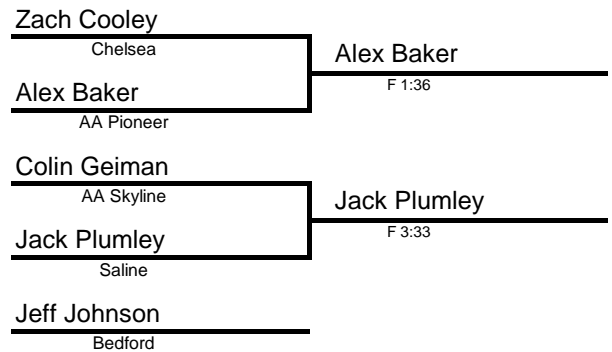 Zach Cooley
Chelsea
Alex Baker
F 1:36
Alex Baker
AA Pioneer
Colin Geiman
AA Skyline
Jack Plumley
F 3:33
Jack Plumley
Saline
Jeff Johnson
Bedford